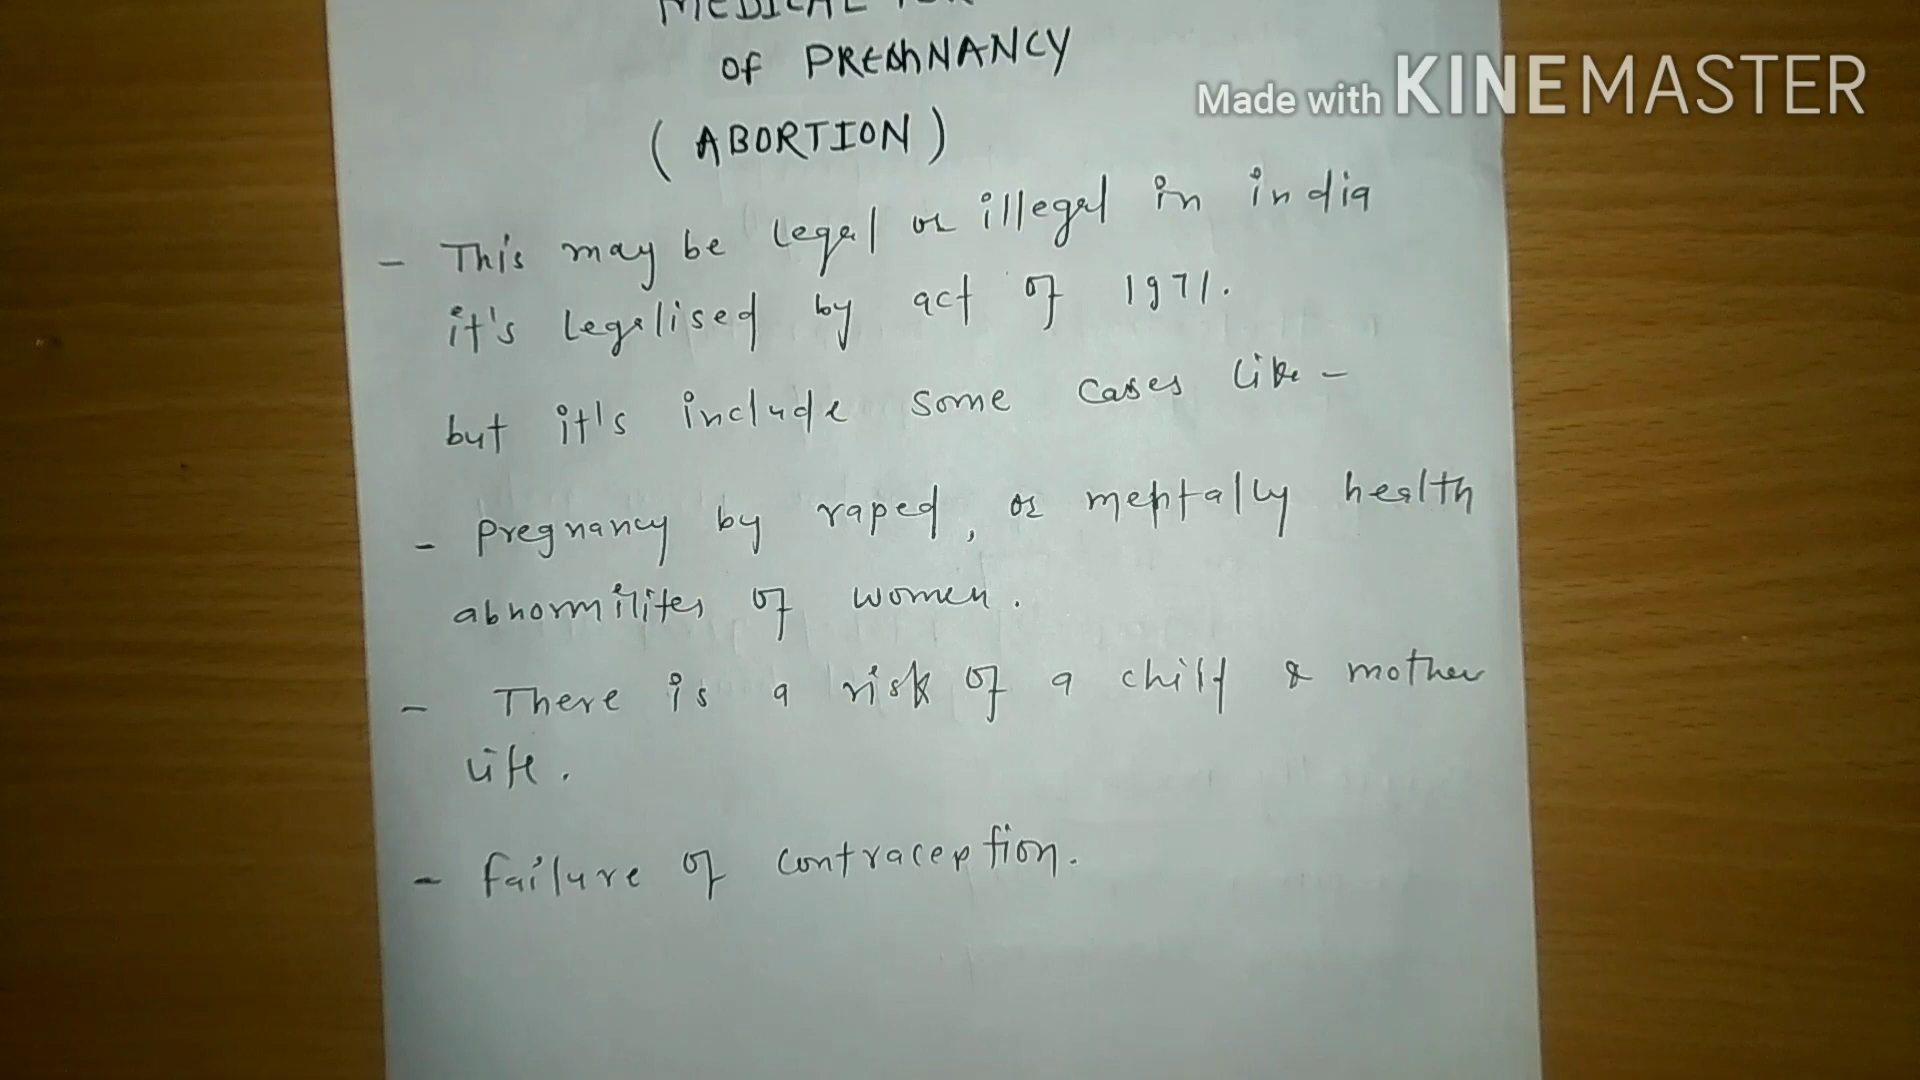 MEDICAL
of PREGNANCY
Made with KINEMASTER
( ABORTION )
- This may be legal or illegal in india
it's legalised by act of 1971.
but it's include some cases like -
- pregnancy by raped, or mentally health
abnormilites of women.
- There is a risk of a child & mother
life.
- failure of contraception.